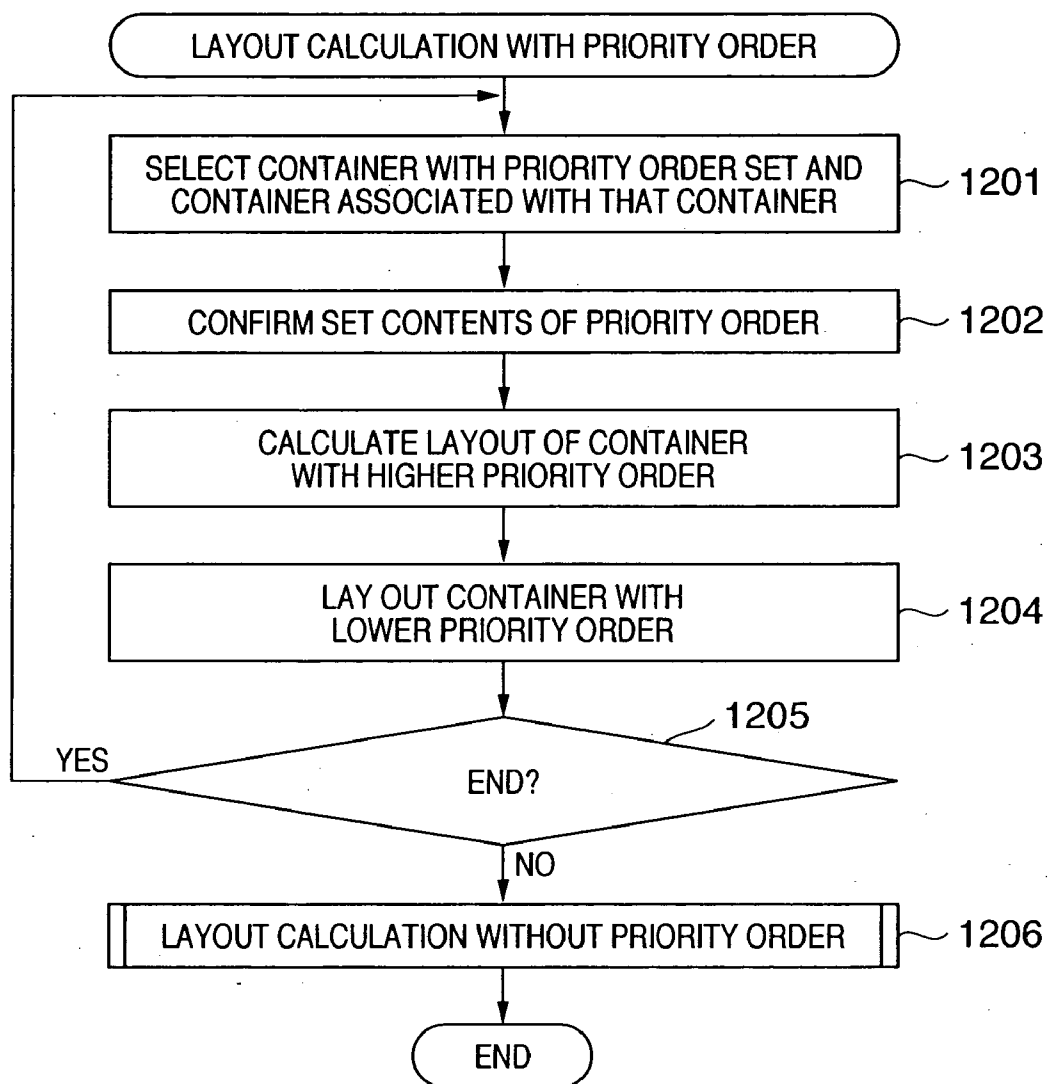 LAYOUT CALCULATION WITH PRIORITY ORDER
SELECT CONTAINER WITH PRIORITY ORDER SET AND
CONTAINER ASSOCIATED WITH THAT CONTAINER
1201
CONFIRM SET CONTENTS OF PRIORITY ORDER
1202
CALCULATE LAYOUT OF CONTAINER
WITH HIGHER PRIORITY ORDER
1203
LAY OUT CONTAINER WITH
LOWER PRIORITY ORDER
1204
1205
YES
END?
NO
LAYOUT CALCULATION WITHOUT PRIORITY ORDER
1206
END